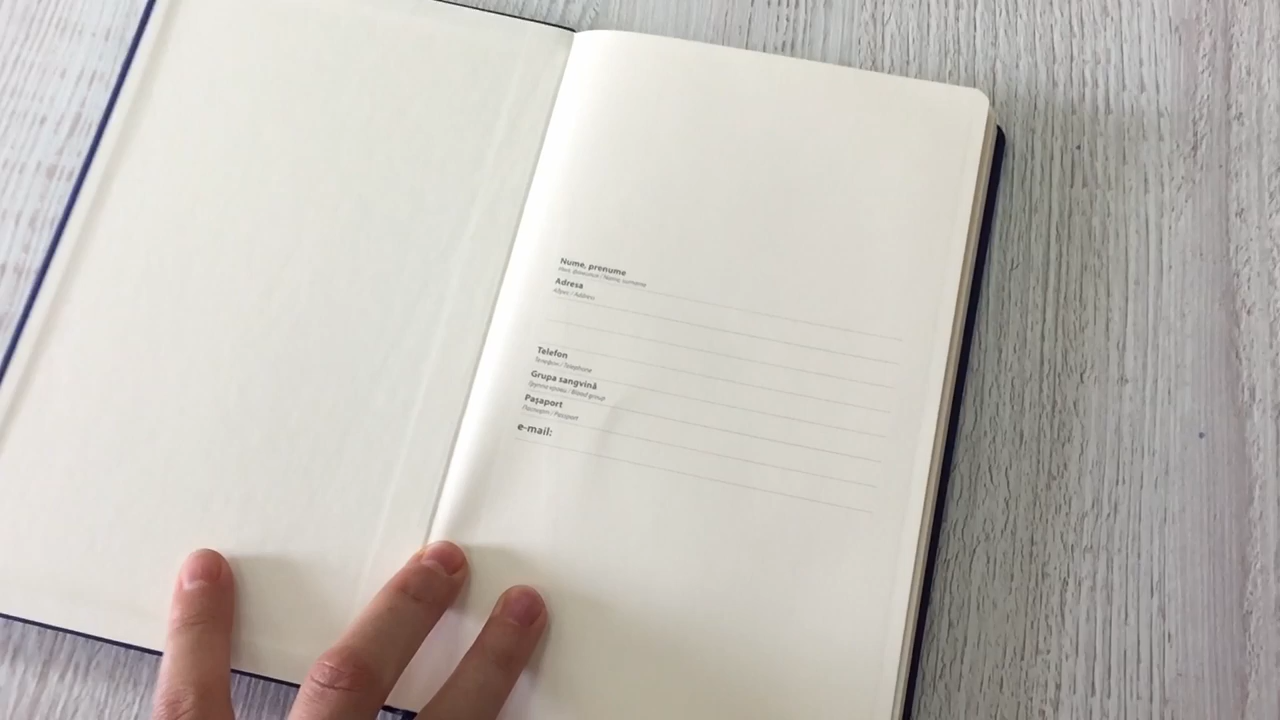 Nume, prenume
Имя, Фамилия / Name, surname
Adresa
Адрес / Address
Telefon
Телефон / Telephone
Grupa sangvină
Группа крови / Blood group
Pașaport
Паспорт / Passport
e-mail: